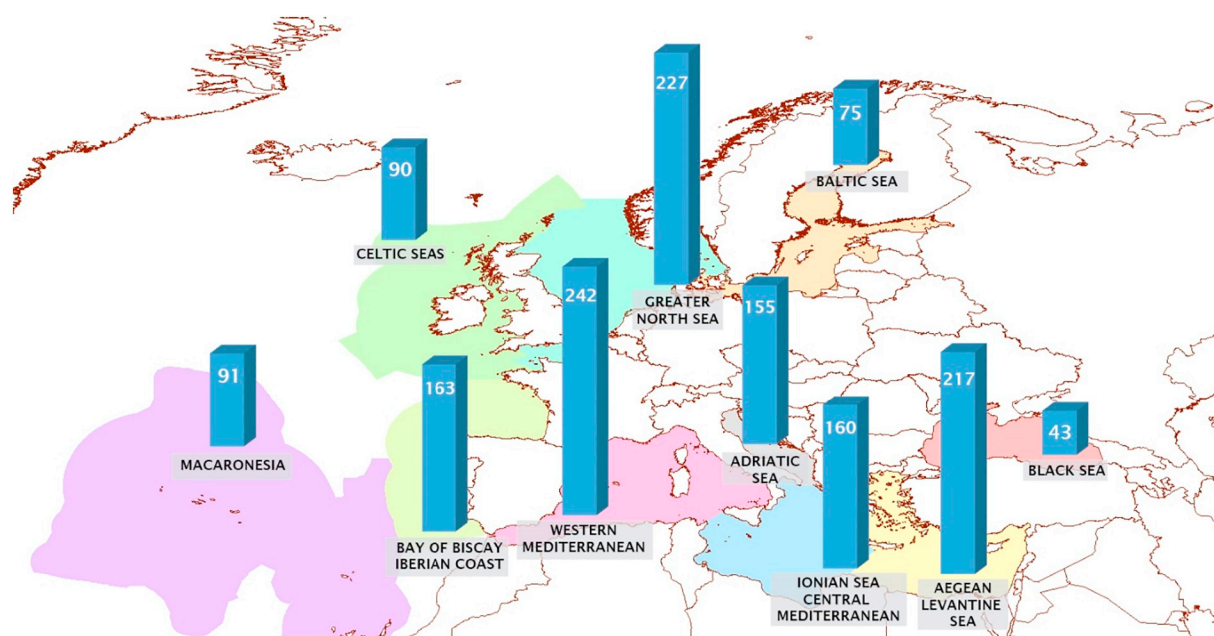 227
75
BALTIC SEA
90
CELTIC SEAS
GREATER
NORTH SEA
242
WESTERN
MEDITERRANEAN
155
ADRIATIC
SEA
91
MACARONESIA
163
BAY OF BISCAY
IBERIAN COAST
160
IONIAN SEA
CENTRAL
MEDITERRANEAN
217
AEGEAN
LEVANTINE
SEA
43
BLACK SEA